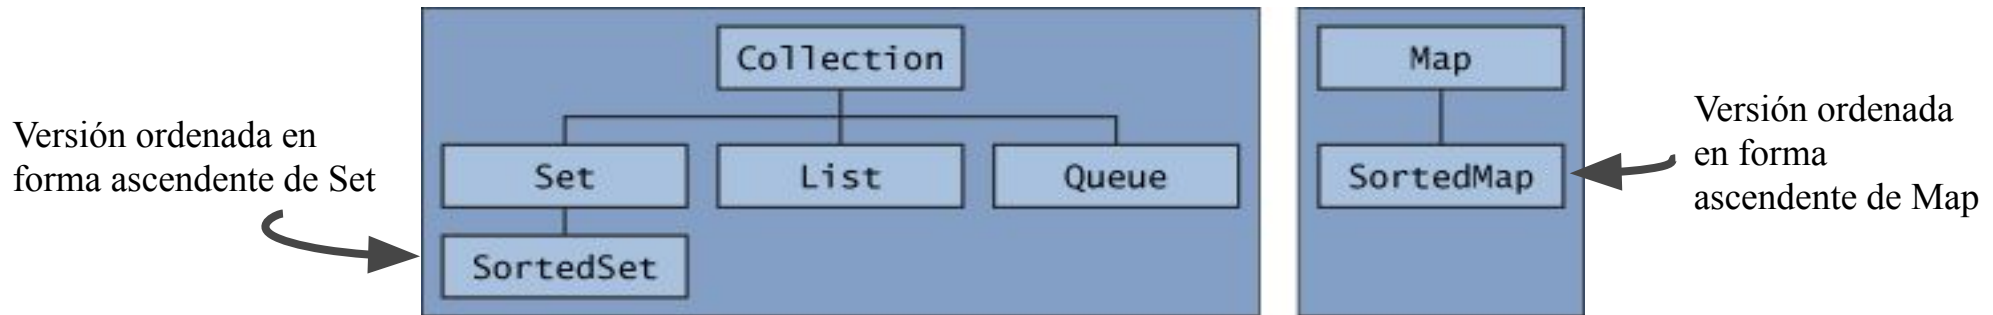 Versión ordenada en
forma ascendente de Set
Collection
Set
List
Queue
SortedSet
Map
SortedMap
Versión ordenada
en forma
ascendente de Map